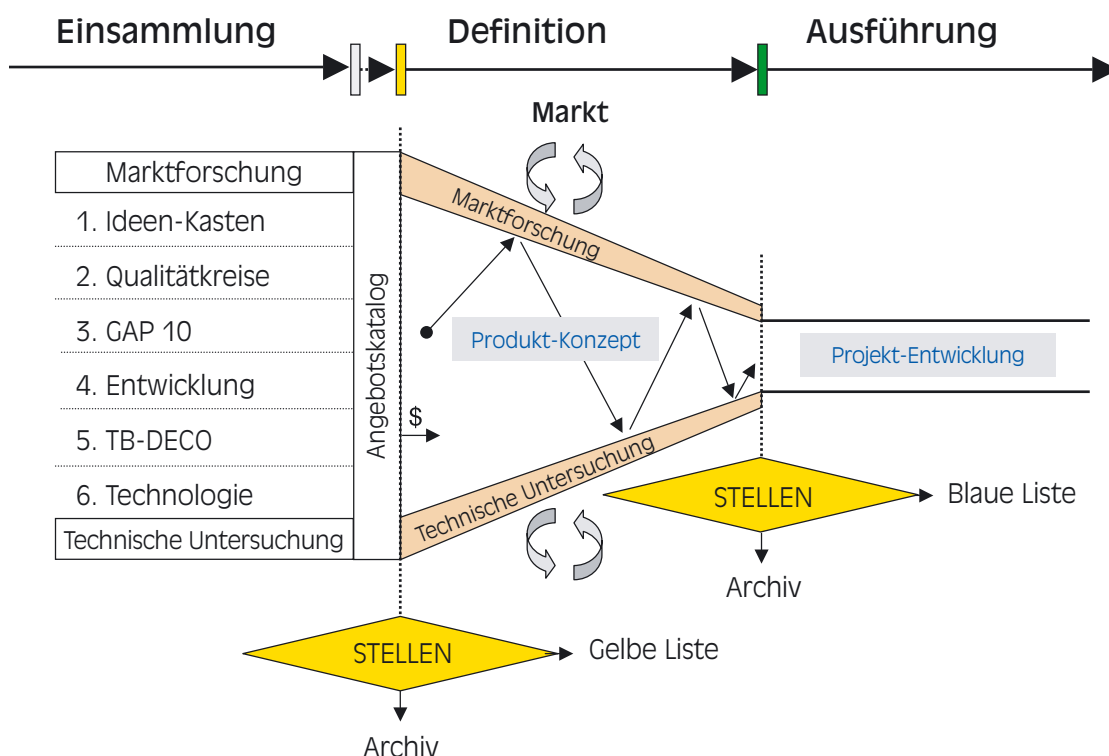 Einsammlung
Definition
Ausführung
Markt
Marktforschung
1. Ideen-Kasten
2. Qualitätkreise
3. GAP 10
4. Entwicklung
5. TB-DECO
6. Technologie
Technische Untersuchung
Angebotskatalog
$
Marktforschung
Produkt-Konzept
Technische Untersuchung
Projekt-Entwicklung
STELLEN
Blaue Liste
Archiv
STELLEN
Gelbe Liste
Archiv